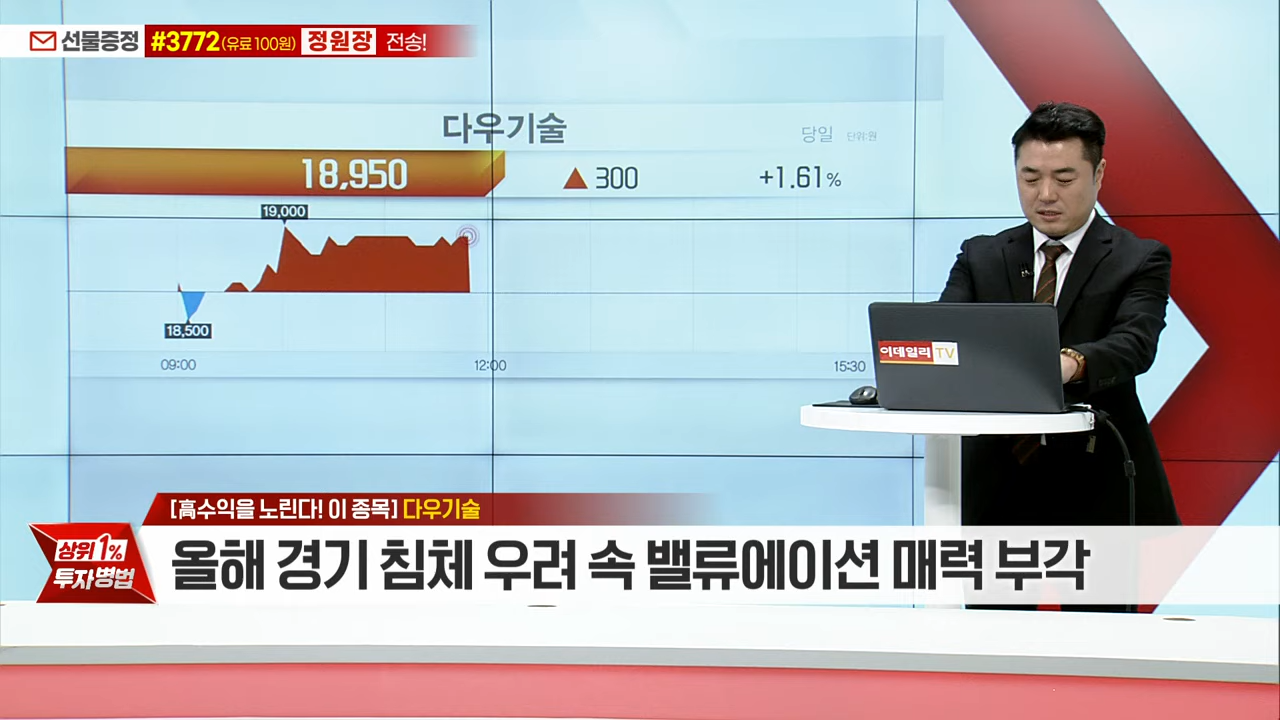 선물증정 #3772(유료 100원) 정원장 전송!
다우기술
당일 단위:원
18,950 ▲ 300 +1.61%
19,000
18,500
09:00 12:00 15:30
이데일리 TV
[高수익을 노린다! 이 종목] 다우기술
상위 1%
투자병법
올해 경기 침체 우려 속 밸류에이션 매력 부각